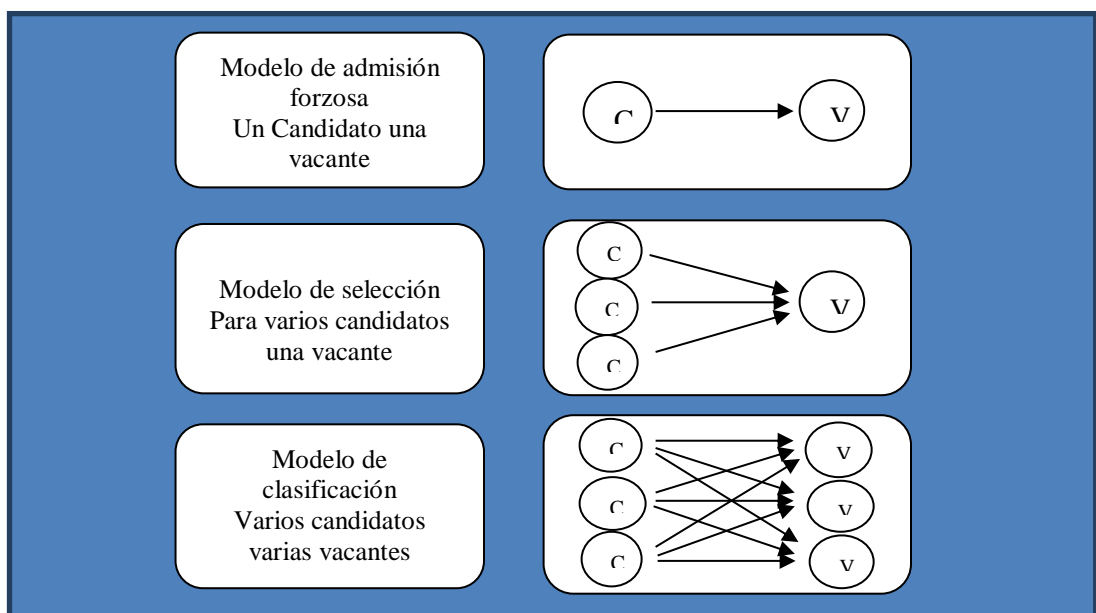 Modelo de admisión
forzosa
Un Candidato una
vacante
C
V
Modelo de selección
Para varios candidatos
una vacante
C
C
C
V
Modelo de
clasificación
Varios candidatos
varias vacantes
C
C
C
V
V
V